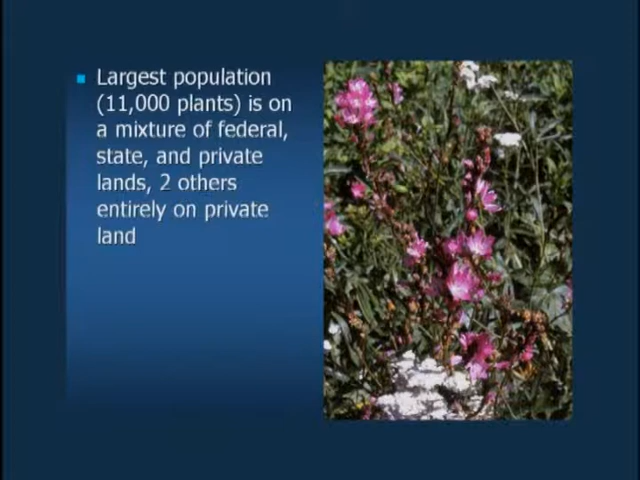 Largest population
(11,000 plants) is on
a mixture of federal,
state, and private
lands, 2 others
entirely on private
land